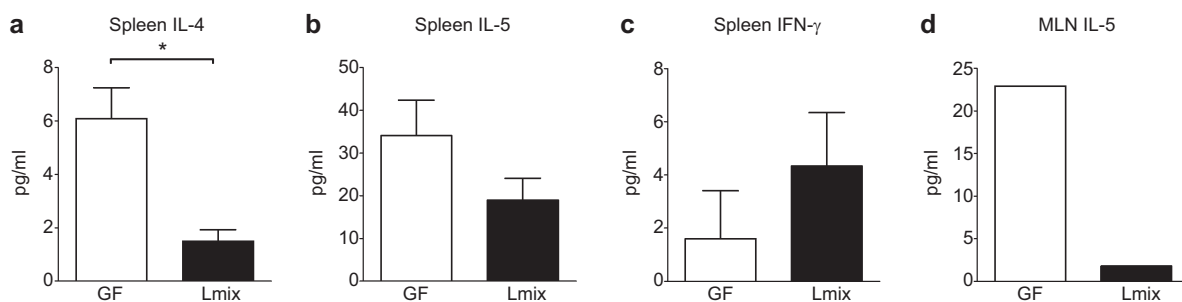 a Spleen IL-4
*
pg/ml
8
6
4
2
0
GF Lmix
b Spleen IL-5
pg/ml
50
40
30
20
10
0
GF Lmix
c Spleen IFN-γ
pg/ml
8
6
4
2
0
GF Lmix
d MLN IL-5
pg/ml
25
20
15
10
5
0
GF Lmix